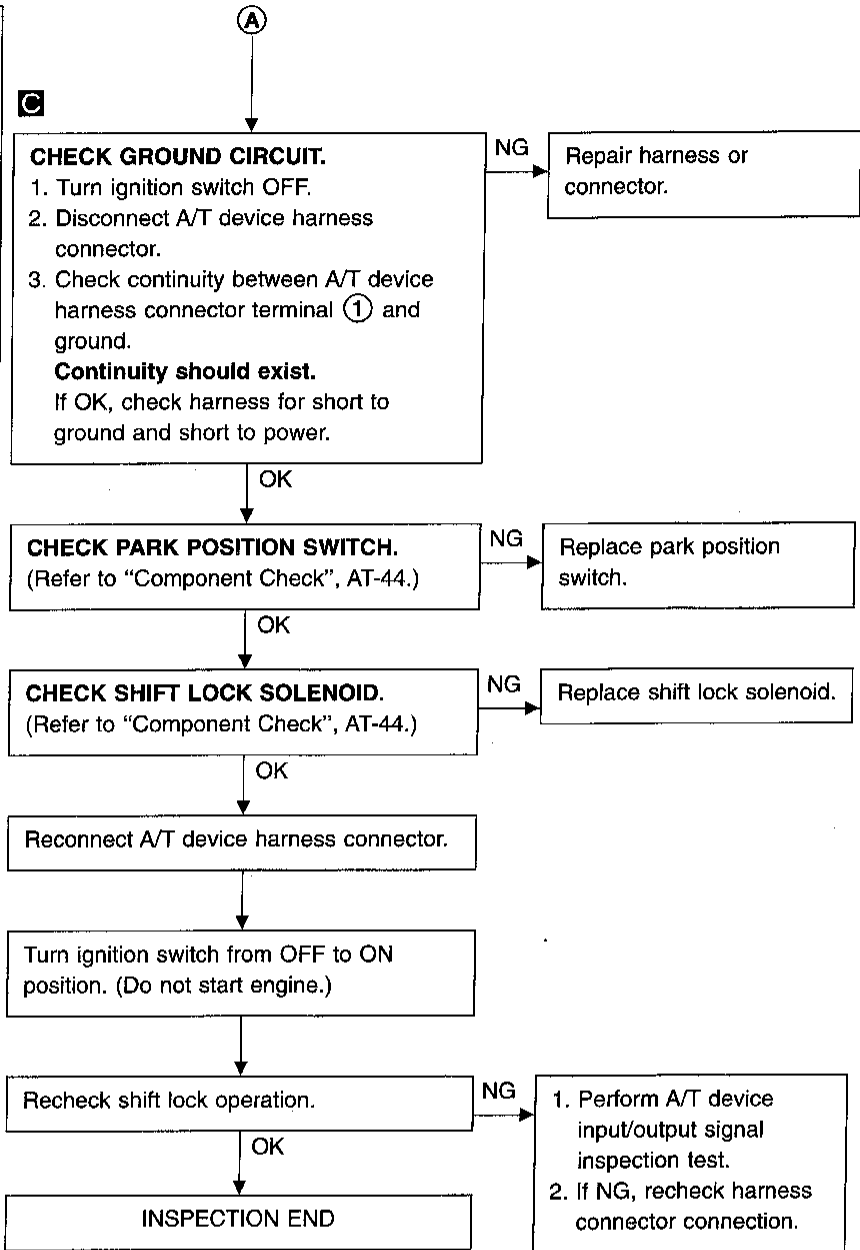 A
C
CHECK GROUND CIRCUIT.
1. Turn ignition switch OFF.
2. Disconnect A/T device harness
connector.
3. Check continuity between A/T device
harness connector terminal ① and
ground.
Continuity should exist.
If OK, check harness for short to
ground and short to power.
NG
Repair harness or
connector.
OK
CHECK PARK POSITION SWITCH.
(Refer to “Component Check”, AT-44.)
NG
Replace park position
switch.
OK
CHECK SHIFT LOCK SOLENOID.
(Refer to “Component Check”, AT-44.)
NG
Replace shift lock solenoid.
OK
Reconnect A/T device harness connector.
Turn ignition switch from OFF to ON
position. (Do not start engine.)
Recheck shift lock operation.
NG
1. Perform A/T device
input/output signal
inspection test.
2. If NG, recheck harness
connector connection.
OK
INSPECTION END